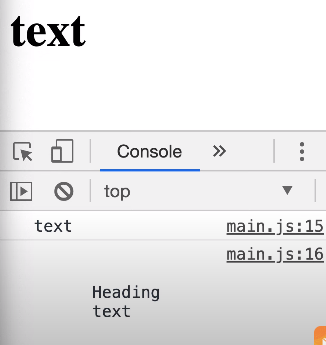 text
Console
top
text main.js:15
main.js:16
Heading
text